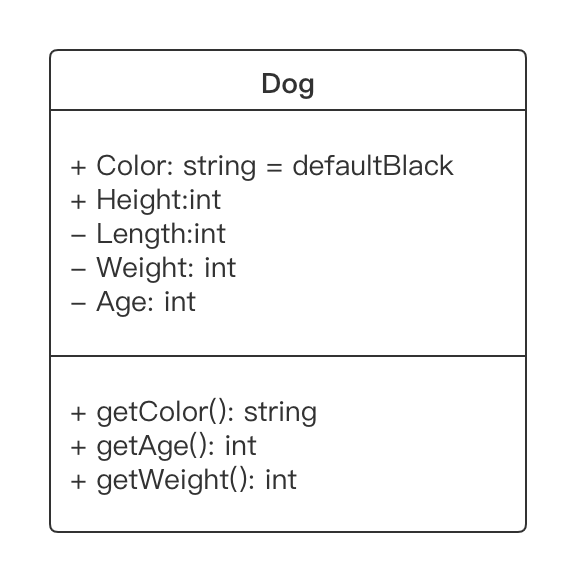 Dog
+ Color: string = defaultBlack
+ Height:int
– Length:int
– Weight: int
– Age: int
+ getColor(): string
+ getAge(): int
+ getWeight(): int